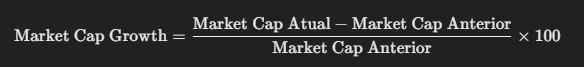 Market Cap Growth = (Market Cap Atual − Market Cap Anterior) / Market Cap Anterior × 100